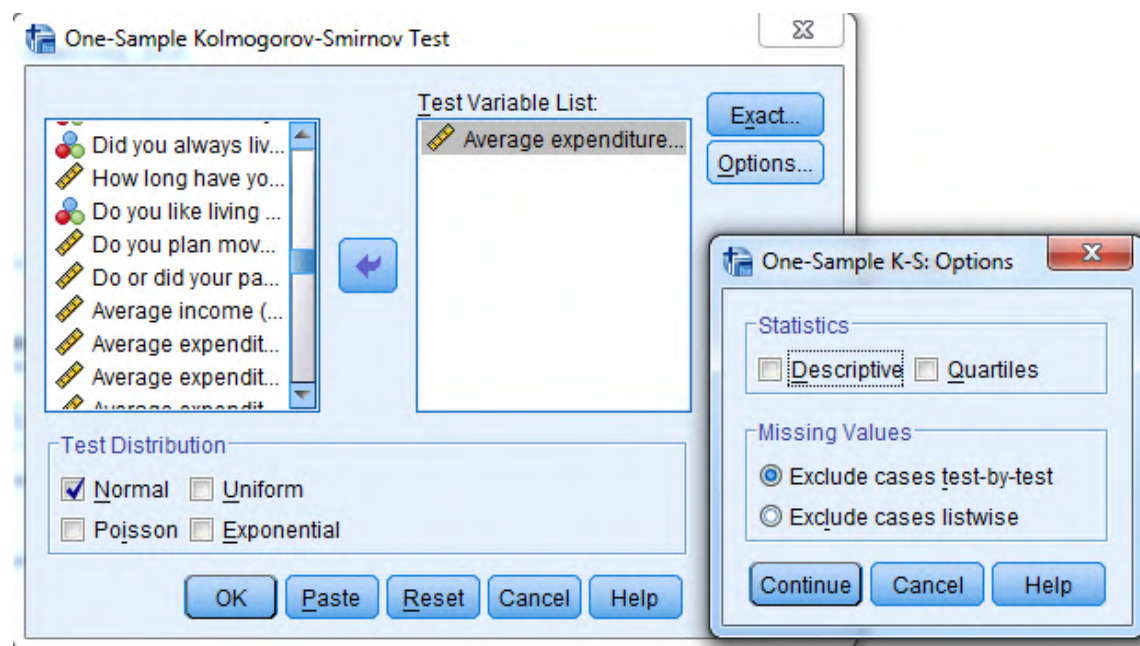 One-Sample Kolmogorov-Smirnov Test
Test Variable List:
Did you always liv...
How long have yo...
Do you like living ...
Do you plan mov...
Do or did your pa...
Average income (...
Average expendit...
Average expendit...
Average expendit
Average expenditure...
Exact...
Options...
Test Distribution
Normal Uniform
Poisson Exponential
OK Paste Reset Cancel Help
One-Sample K-S: Options
Statistics
Descriptive Quartiles
Missing Values
Exclude cases test-by-test
Exclude cases listwise
Continue Cancel Help